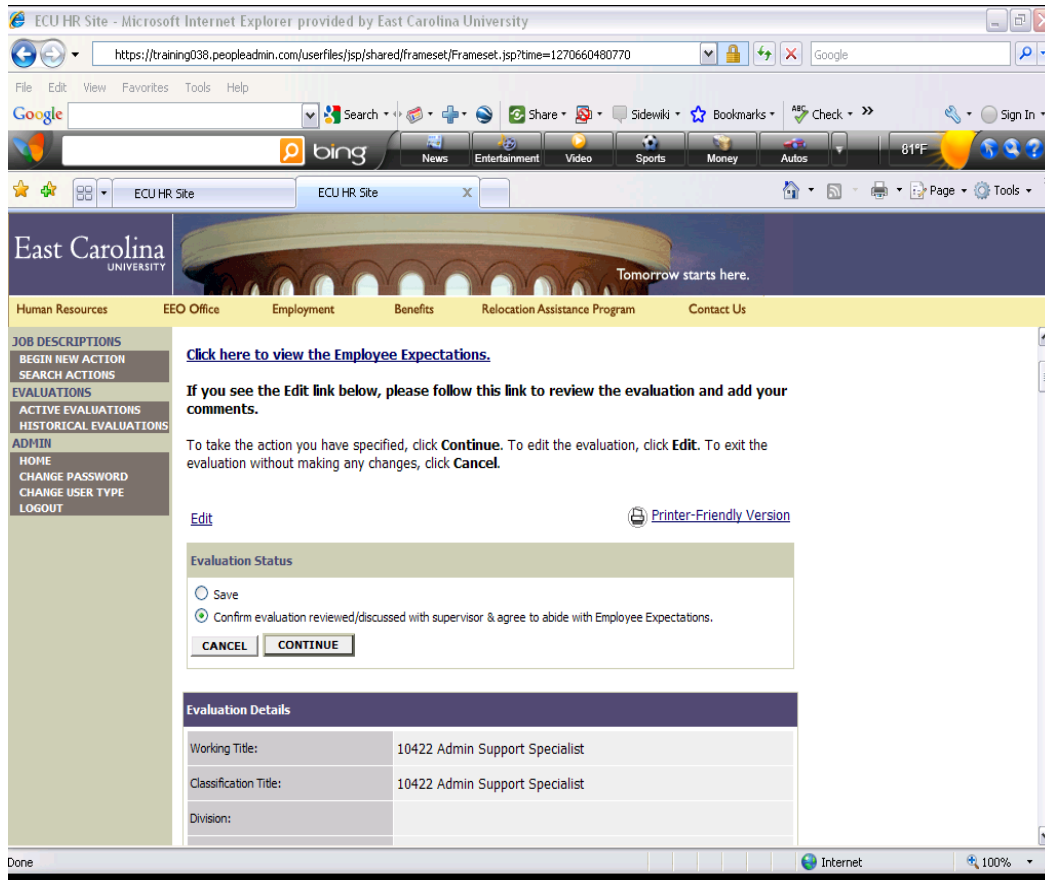 ECU HR Site - Microsoft Internet Explorer provided by East Carolina University
https://training038.peopleadmin.com/userfiles/jsp/shared/frameset/Frameset.jsp?time=1270660480770 Google
File Edit View Favorites Tools Help
Google Search Share Sidewiki Bookmarks ABC Check >> Sign In
bing News Entertainment Video Sports Money Autos 81°F
ECU HR Site ECU HR Site X Page Tools
East Carolina
UNIVERSITY
Tomorrow starts here.
Human Resources EEO Office Employment Benefits Relocation Assistance Program Contact Us
JOB DESCRIPTIONS
BEGIN NEW ACTION
SEARCH ACTIONS
EVALUATIONS
ACTIVE EVALUATIONS
HISTORICAL EVALUATIONS
ADMIN
HOME
CHANGE PASSWORD
CHANGE USER TYPE
LOGOUT
Click here to view the Employee Expectations.
If you see the Edit link below, please follow this link to review the evaluation and add your
comments.
To take the action you have specified, click Continue. To edit the evaluation, click Edit. To exit the
evaluation without making any changes, click Cancel.
Edit Printer-Friendly Version
Evaluation Status
Save
Confirm evaluation reviewed/discussed with supervisor & agree to abide with Employee Expectations.
CANCEL CONTINUE
Evaluation Details
Working Title: 10422 Admin Support Specialist
Classification Title: 10422 Admin Support Specialist
Division:
Done Internet 100%